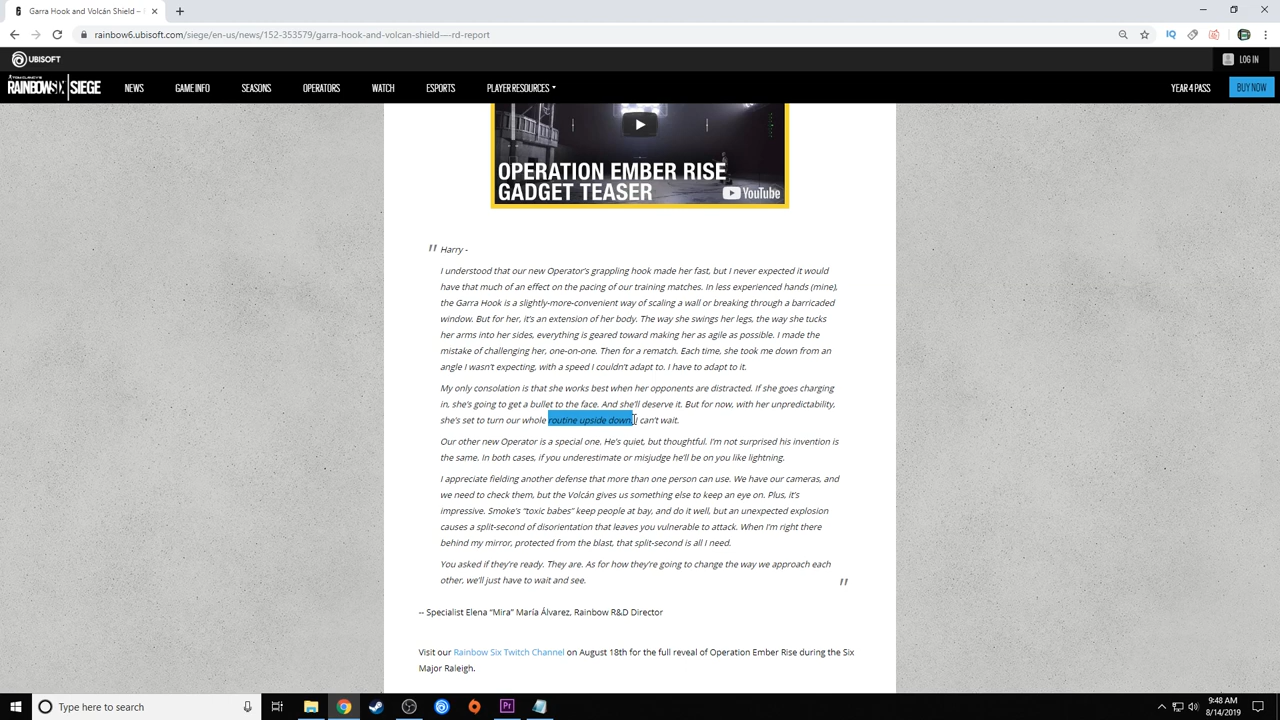 Garra Hook and Volcán Shield –
rainbow6.ubisoft.com/siege/en-us/news/152-353579/garra-hook-and-volcan-shield-–-rd-report
UBISOFT
LOG IN
TOM CLANCY'S
RAINBOW SIX | SIEGE
NEWS
GAME INFO
SEASONS
OPERATORS
WATCH
ESPORTS
PLAYER RESOURCES
YEAR 4 PASS
BUY NOW
OPERATION EMBER RISE
GADGET TEASER
YouTube
" Harry -
I understood that our new Operator's grappling hook made her fast, but I never expected it would
have that much of an effect on the pacing of our training matches. In less experienced hands (mine),
the Garra Hook is a slightly-more-convenient way of scaling a wall or breaking through a barricaded
window. But for her, it's an extension of her body. The way she swings her legs, the way she tucks
her arms into her sides, everything is geared toward making her as agile as possible. I made the
mistake of challenging her, one-on-one. Then for a rematch. Each time, she took me down from an
angle I wasn't expecting, with a speed I couldn't adapt to. I have to adapt to it.
My only consolation is that she works best when her opponents are distracted. If she goes charging
in, she's going to get a bullet to the face. And she'll deserve it. But for now, with her unpredictability,
she's set to turn our whole routine upside down. I can't wait.
Our other new Operator is a special one. He's quiet, but thoughtful. I'm not surprised his invention is
the same. In both cases, if you underestimate or misjudge he'll be on you like lightning.
I appreciate fielding another defense that more than one person can use. We have our cameras, and
we need to check them, but the Volcán gives us something else to keep an eye on. Plus, it's
impressive. Smoke's "toxic babes" keep people at bay, and do it well, but an unexpected explosion
causes a split-second of disorientation that leaves you vulnerable to attack. When I'm right there
behind my mirror, protected from the blast, that split-second is all I need.
You asked if they're ready. They are. As for how they're going to change the way we approach each
other, we'll just have to wait and see. "
-- Specialist Elena "Mira" María Álvarez, Rainbow R&D Director
Visit our Rainbow Six Twitch Channel on August 18th for the full reveal of Operation Ember Rise during the Six
Major Raleigh.
Type here to search
9:48 AM
8/14/2019